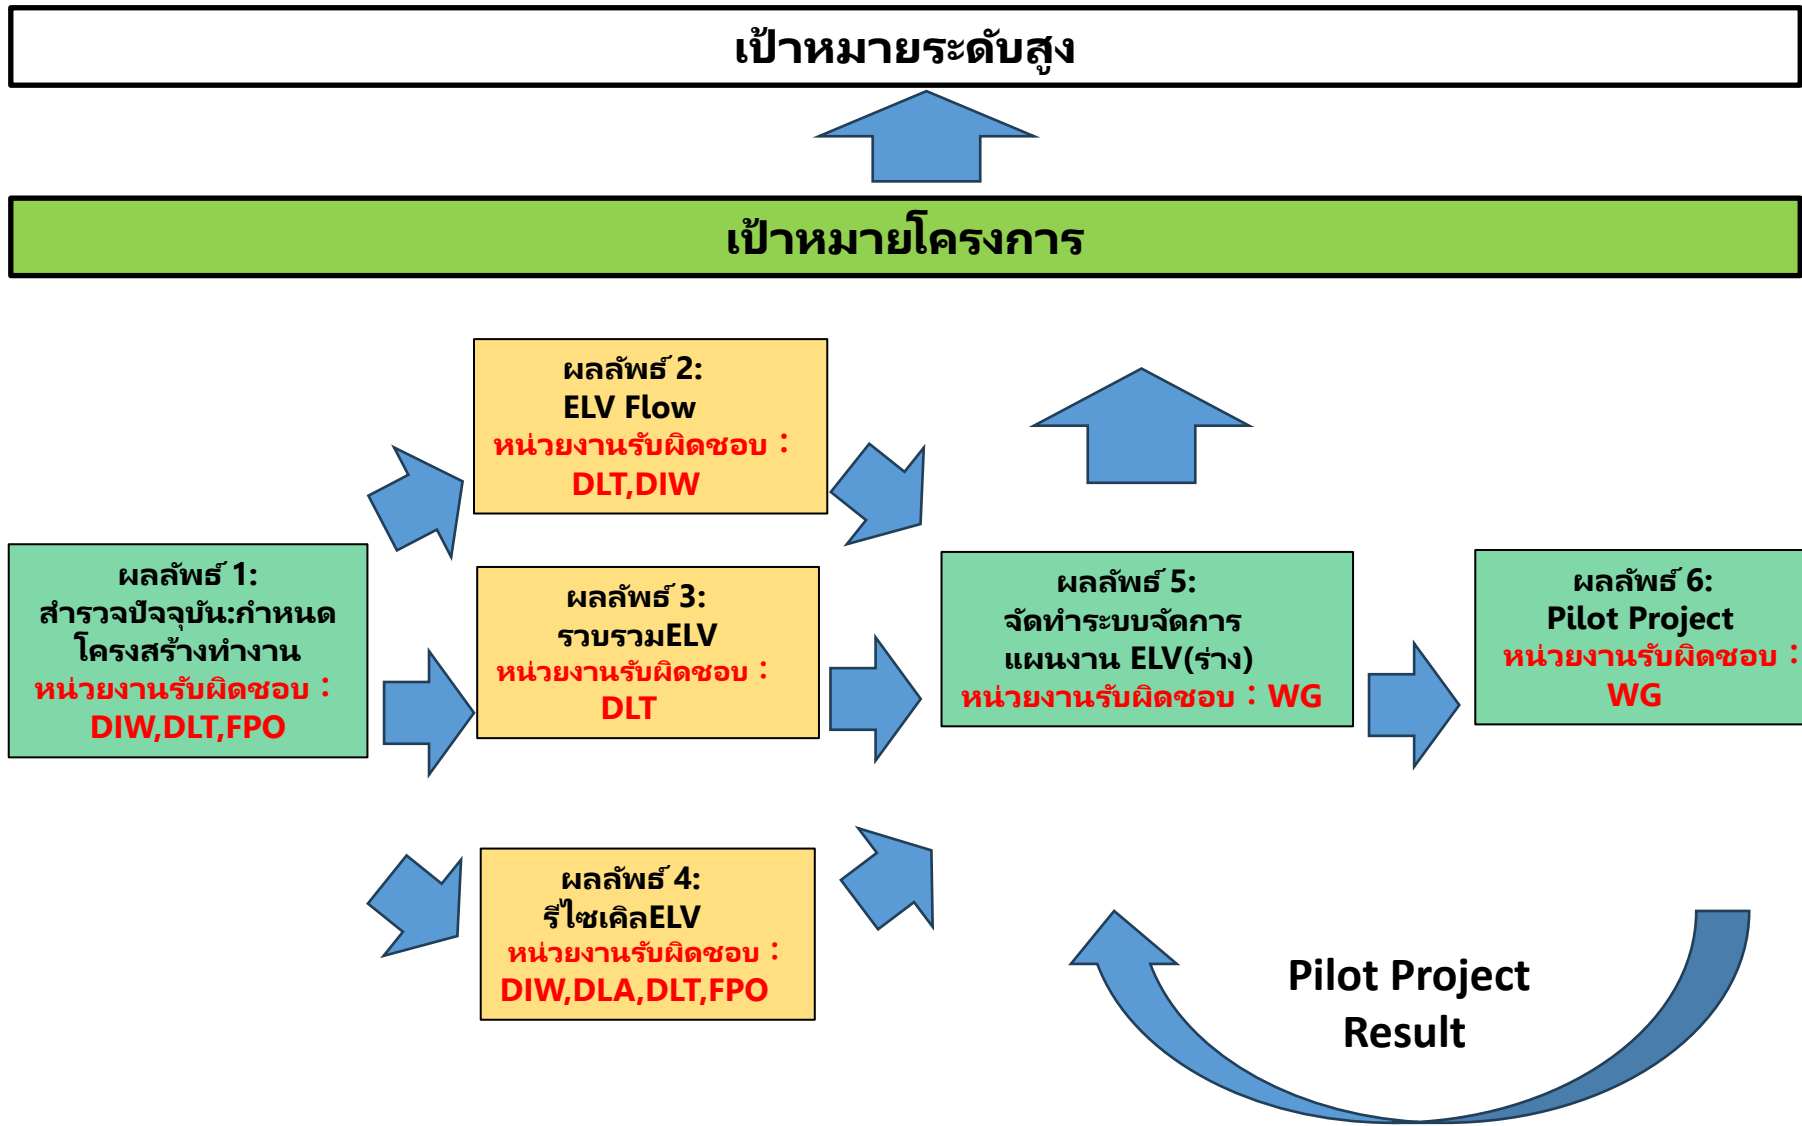 เป้าหมายระดับสูง
เป้าหมายโครงการ
ผลลัพธ์ 1:
สำรวจปัจจุบัน:กำหนด
โครงสร้างทำงาน
หน่วยงานรับผิดชอบ：
DIW,DLT,FPO
ผลลัพธ์ 2:
ELV Flow
หน่วยงานรับผิดชอบ：
DLT,DIW
ผลลัพธ์ 3:
รวบรวมELV
หน่วยงานรับผิดชอบ：
DLT
ผลลัพธ์ 4:
รีไซเคิลELV
หน่วยงานรับผิดชอบ：
DIW,DLA,DLT,FPO
ผลลัพธ์ 5:
จัดทำระบบจัดการ
แผนงาน ELV(ร่าง)
หน่วยงานรับผิดชอบ：WG
ผลลัพธ์ 6:
Pilot Project
หน่วยงานรับผิดชอบ：
WG
Pilot Project
Result